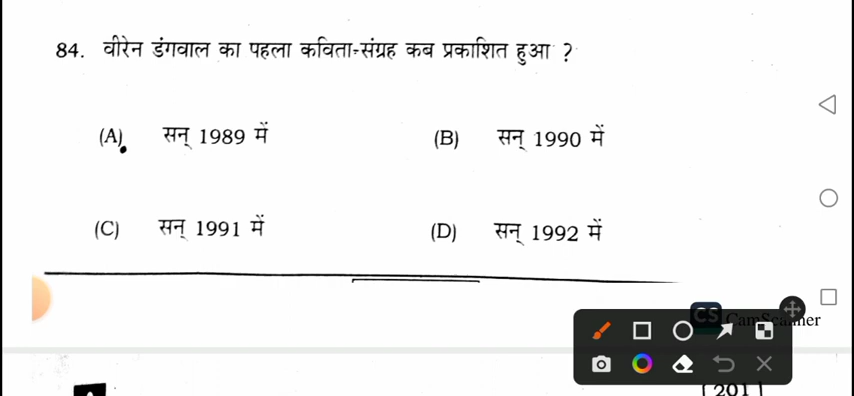 84. वीरेन डंगवाल का पहला कविता-संग्रह कब प्रकाशित हुआ ?
(A) सन् 1989 में (B) सन् 1990 में
(C) सन् 1991 में (D) सन् 1992 में
CS CamScanner
[ 201 ]